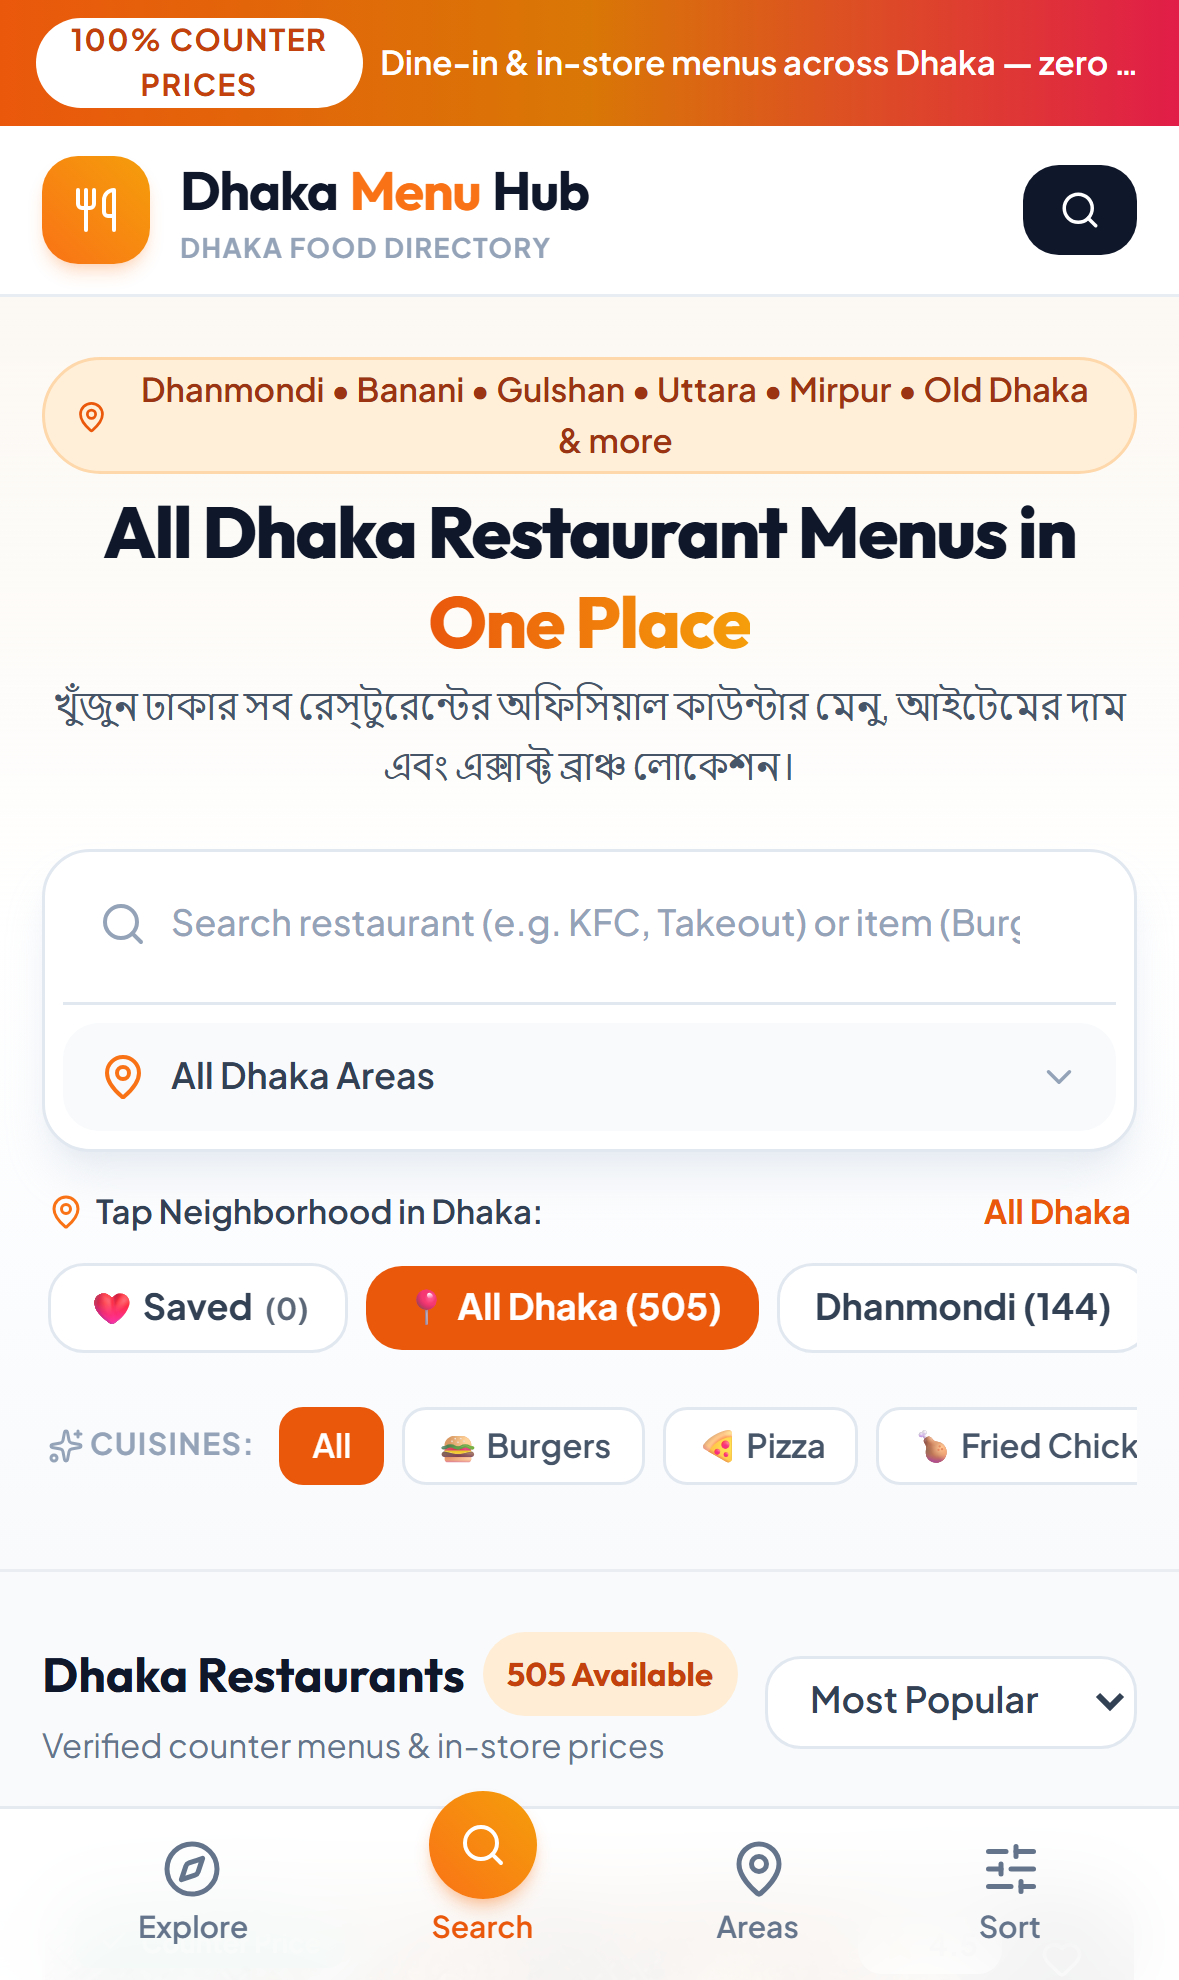 100% COUNTER
PRICES
Dine-in & in-store menus across Dhaka — zero ...
Dhaka Menu Hub
DHAKA FOOD DIRECTORY
Dhanmondi • Banani • Gulshan • Uttara • Mirpur • Old Dhaka
& more
All Dhaka Restaurant Menus in
One Place
খুঁজুন ঢাকার সব রেস্টুরেন্টের অফিসিয়াল কাউন্টার মেনু, আইটেমের দাম
এবং এক্সাক্ট ব্রাঞ্চ লোকেশন।
Search restaurant (e.g. KFC, Takeout) or item (Burg
All Dhaka Areas
Tap Neighborhood in Dhaka:
All Dhaka
Saved (0)
All Dhaka (505)
Dhanmondi (144)
CUISINES:
All
Burgers
Pizza
Fried Chick
Dhaka Restaurants
505 Available
Most Popular
Verified counter menus & in-store prices
Explore
Search
Areas
Sort